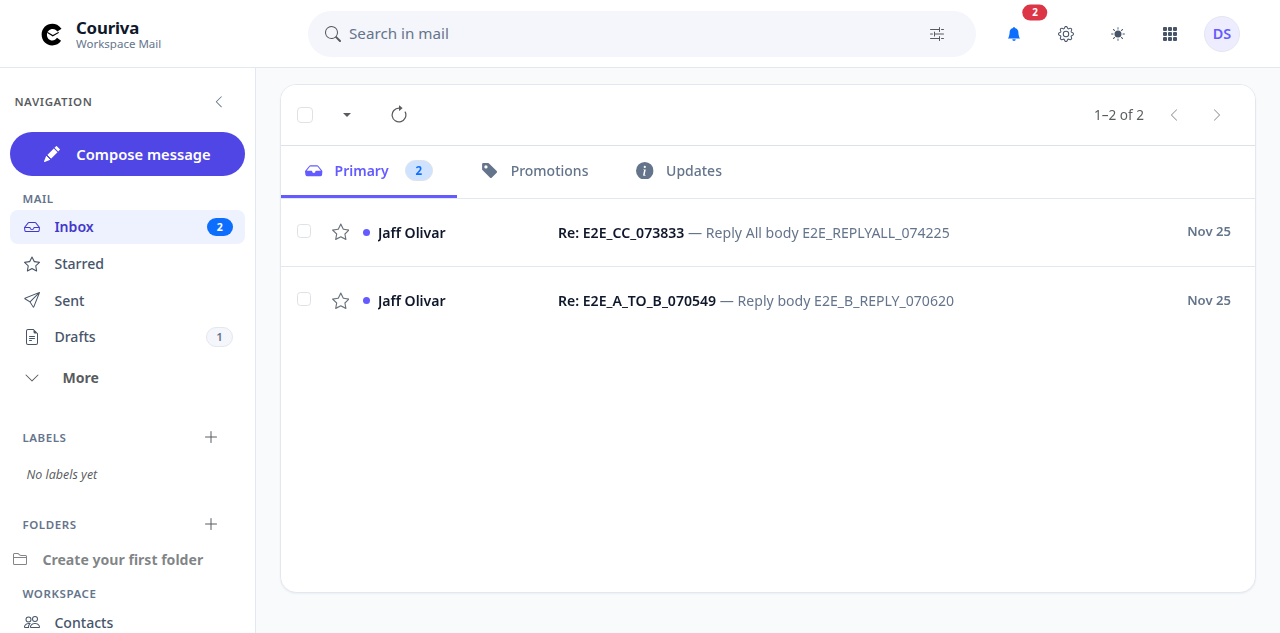 Couriva
Workspace Mail
Search in mail
2
DS
NAVIGATION
Compose message
MAIL
Inbox 2
Starred
Sent
Drafts 1
More
LABELS
No labels yet
FOLDERS
Create your first folder
WORKSPACE
Contacts
1–2 of 2
Primary 2 Promotions Updates
Jaff Olivar Re: E2E_CC_073833 — Reply All body E2E_REPLYALL_074225 Nov 25
Jaff Olivar Re: E2E_A_TO_B_070549 — Reply body E2E_B_REPLY_070620 Nov 25